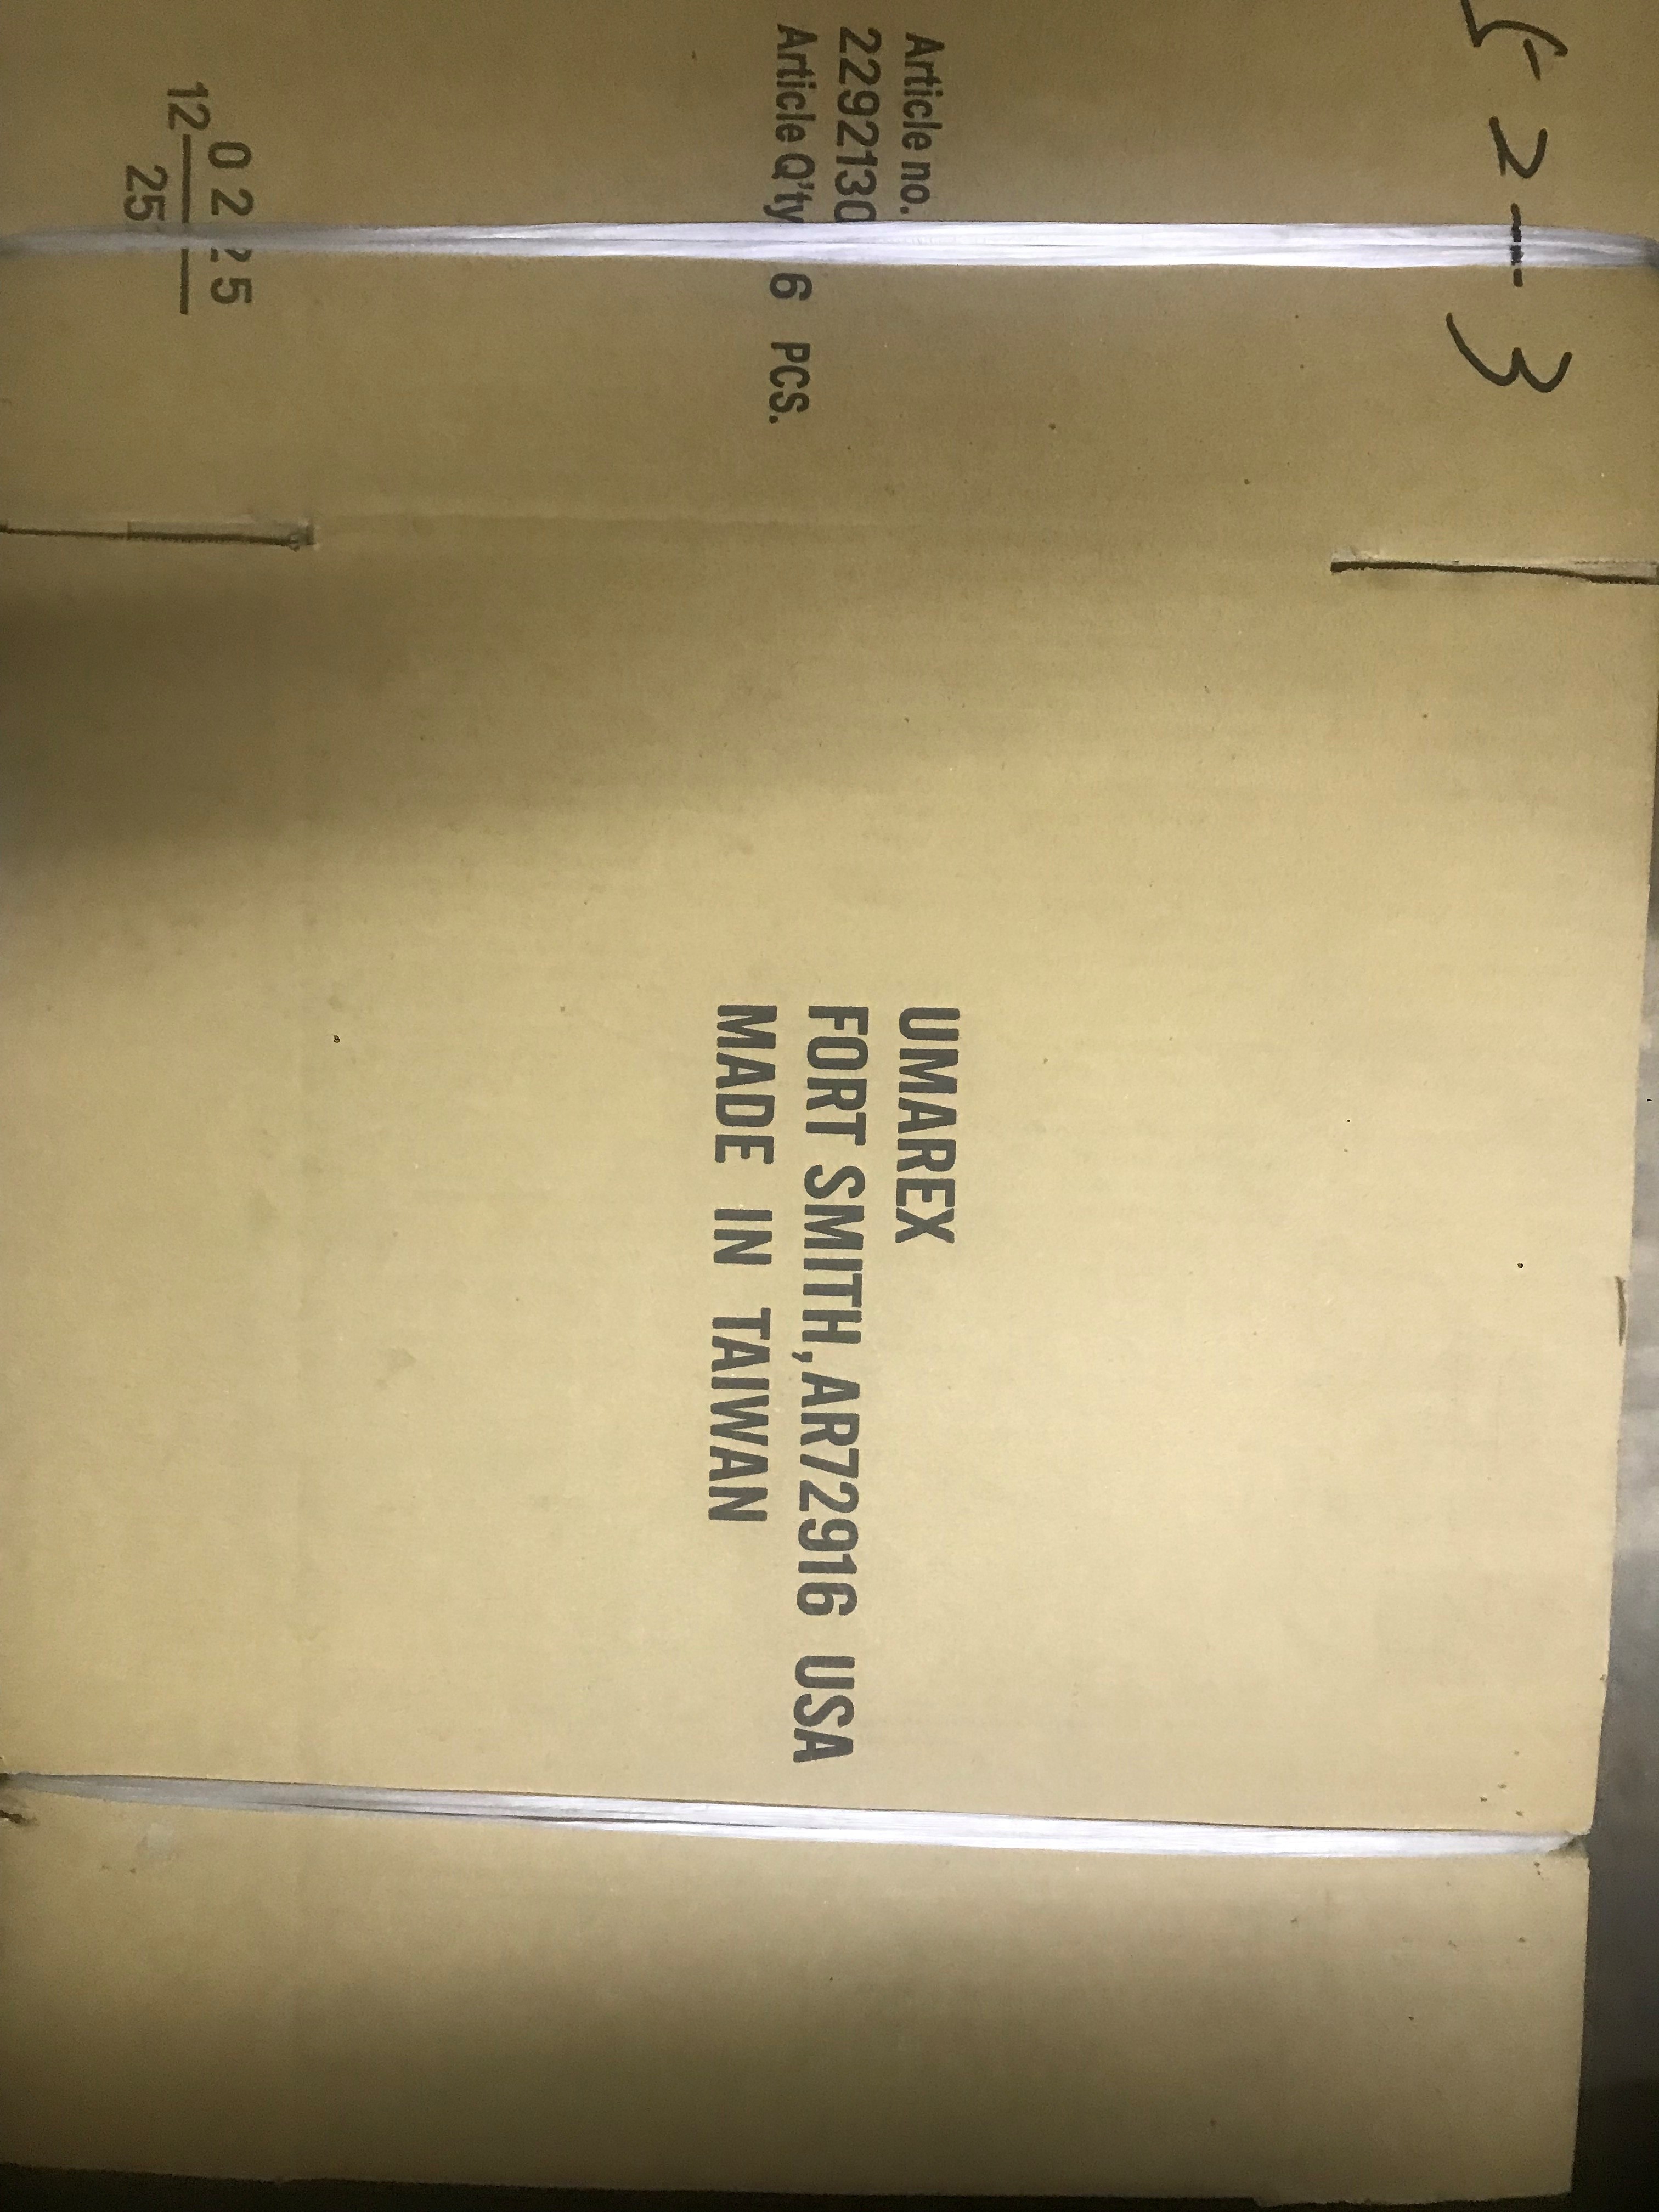 2-3
Article no.
2292130
Article Q'ty 6 PCS.
0225
12
25
UMAREX
FORT SMITH, AR72916 USA
MADE IN TAIWAN